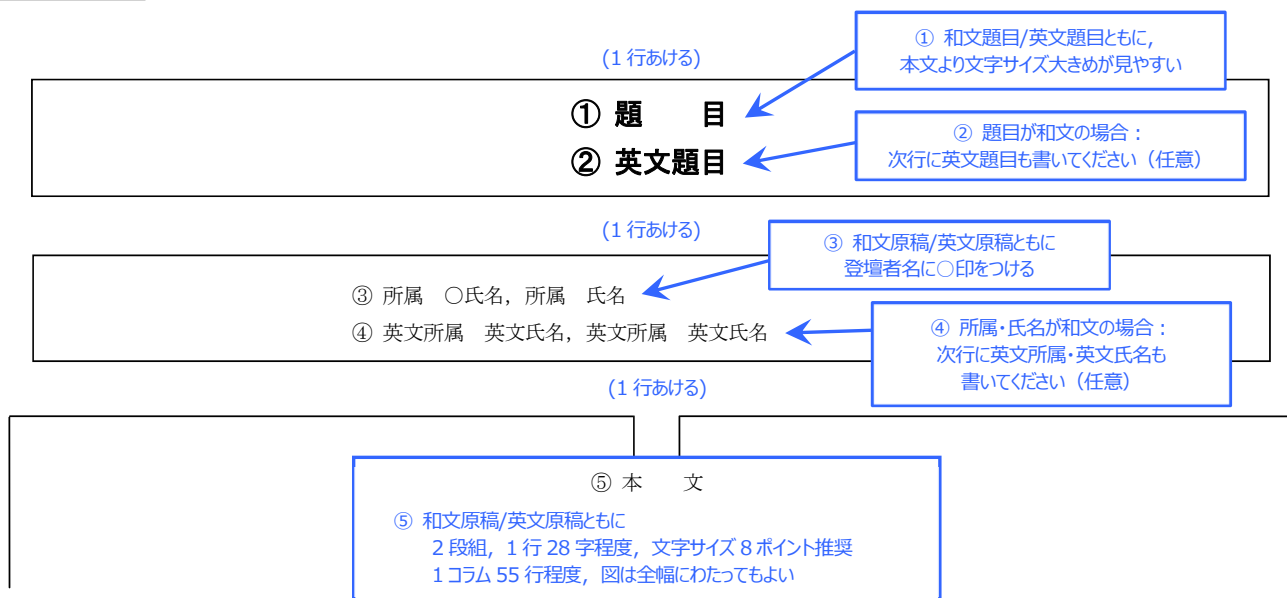 (1 行あける)
① 和文題目/英文題目ともに,
本文より文字サイズ大きめが見やすい
① 題　　目
② 英文題目
② 題目が和文の場合：
次行に英文題目も書いてください（任意）
(1 行あける)
③ 和文原稿/英文原稿ともに
登壇者名に○印をつける
③ 所属　○氏名，所属　氏名
④ 英文所属　英文氏名，英文所属　英文氏名
④ 所属・氏名が和文の場合：
次行に英文所属・英文氏名も
書いてください（任意）
(1 行あける)
⑤ 本　　文
⑤ 和文原稿/英文原稿ともに
2 段組，1 行 28 字程度，文字サイズ 8 ポイント推奨
1 コラム 55 行程度，図は全幅にわたってもよい